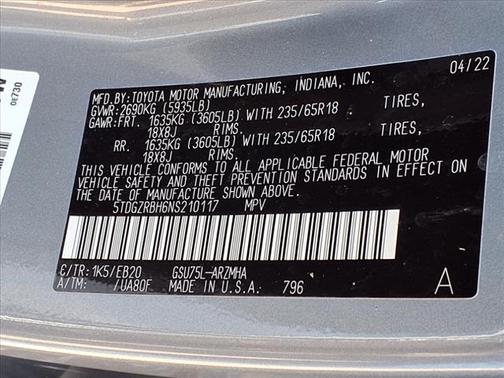 MFD.BY:TOYOTA MOTOR MANUFACTURING, INDIANA, INC. 04/22
GVWR:2690KG (5935LB)
GAWR:FRT. 1635KG (3605LB) WITH 235/65R18 TIRES,
18X8J RIMS.
RR. 1635KG (3605LB) WITH 235/65R18 TIRES,
18X8J RIMS.
THIS VEHICLE CONFORMS TO ALL APPLICABLE FEDERAL MOTOR
VEHICLE SAFETY AND THEFT PREVENTION STANDARDS IN EFFECT ON
THE DATE OF MANUFACTURE SHOWN ABOVE.
5TDGZRBH6NS210117 MPV
C/TR:1K5/EB20 GSU75L-ARZMHA
A/TM: /UA80F MADE IN U.S.A. 796 A
0E730